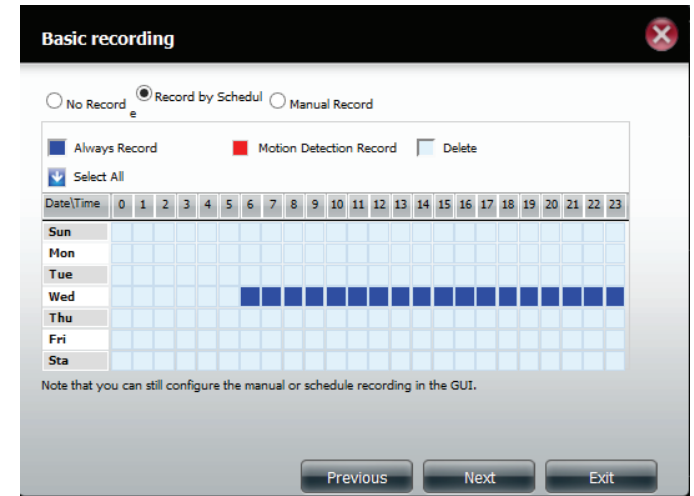 Basic recording
No Record Record by Schedul Manual Record
e
Always Record Motion Detection Record Delete
Select All
Date\Time 0 1 2 3 4 5 6 7 8 9 10 11 12 13 14 15 16 17 18 19 20 21 22 23
Sun
Mon
Tue
Wed
Thu
Fri
Sta
Note that you can still configure the manual or schedule recording in the GUI.
Previous Next Exit